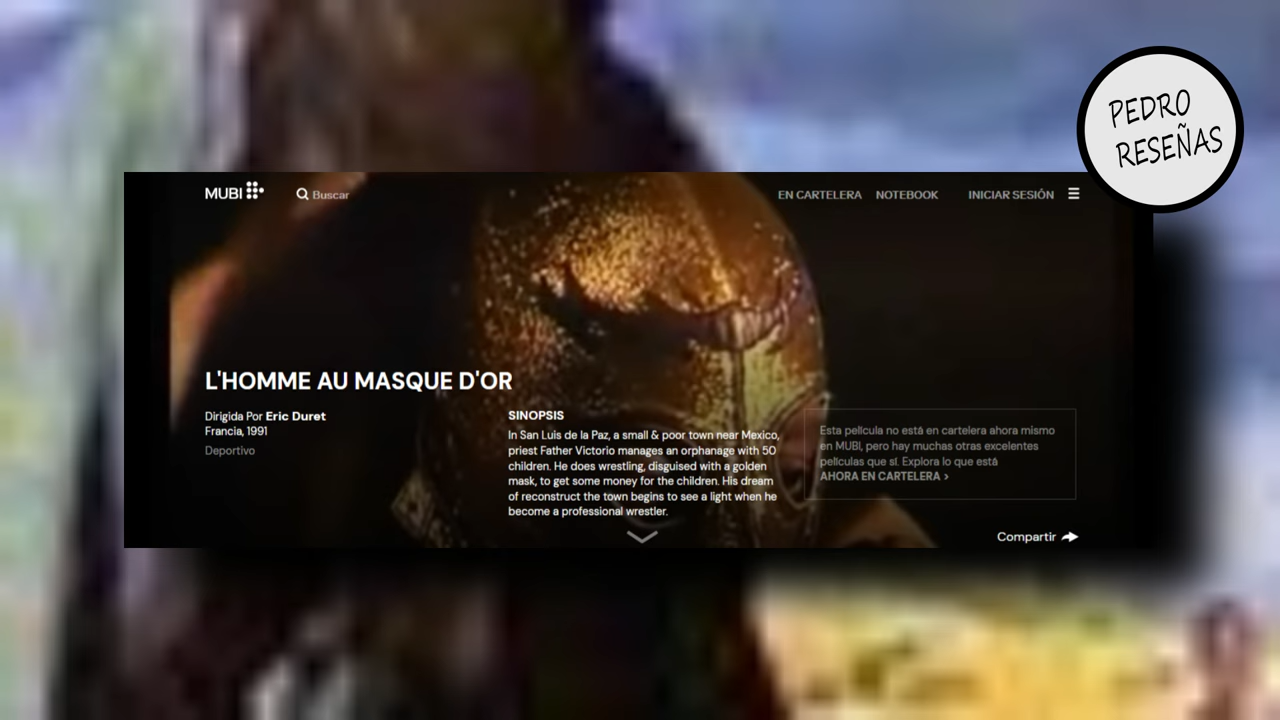 PEDRO
RESEÑAS
MUBI
Buscar
EN CARTELERA
NOTEBOOK
INICIAR SESIÓN
L'HOMME AU MASQUE D'OR
Dirigida Por Eric Duret
Francia, 1991
Deportivo
SINOPSIS
In San Luis de la Paz, a small & poor town near Mexico,
priest Father Victorio manages an orphanage with 50
children. He does wrestling, disguised with a golden
mask, to get some money for the children. His dream
of reconstruct the town begins to see a light when he
become a professional wrestler.
Esta película no está en cartelera ahora mismo
en MUBI, pero hay muchas otras excelentes
películas que sí. Explora lo que está
AHORA EN CARTELERA >
Compartir